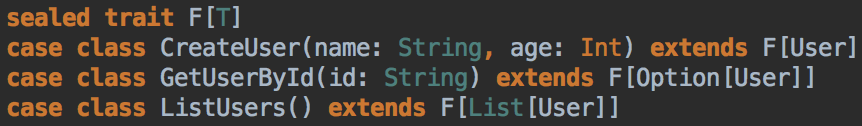 sealed trait F[T]
case class CreateUser(name: String, age: Int) extends F[User]
case class GetUserById(id: String) extends F[Option[User]]
case class ListUsers() extends F[List[User]]